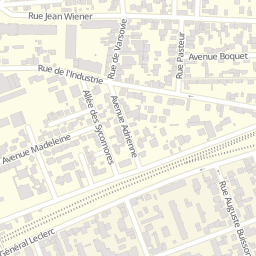 Rue Jean Wiener
Rue de Varsovie
Rue Pasteur
Avenue Boquet
Rue de l'Industrie
Allée des Sycomores
Avenue Adrienne
Avenue Madeleine
Rue Auguste Buisson
Général Leclerc